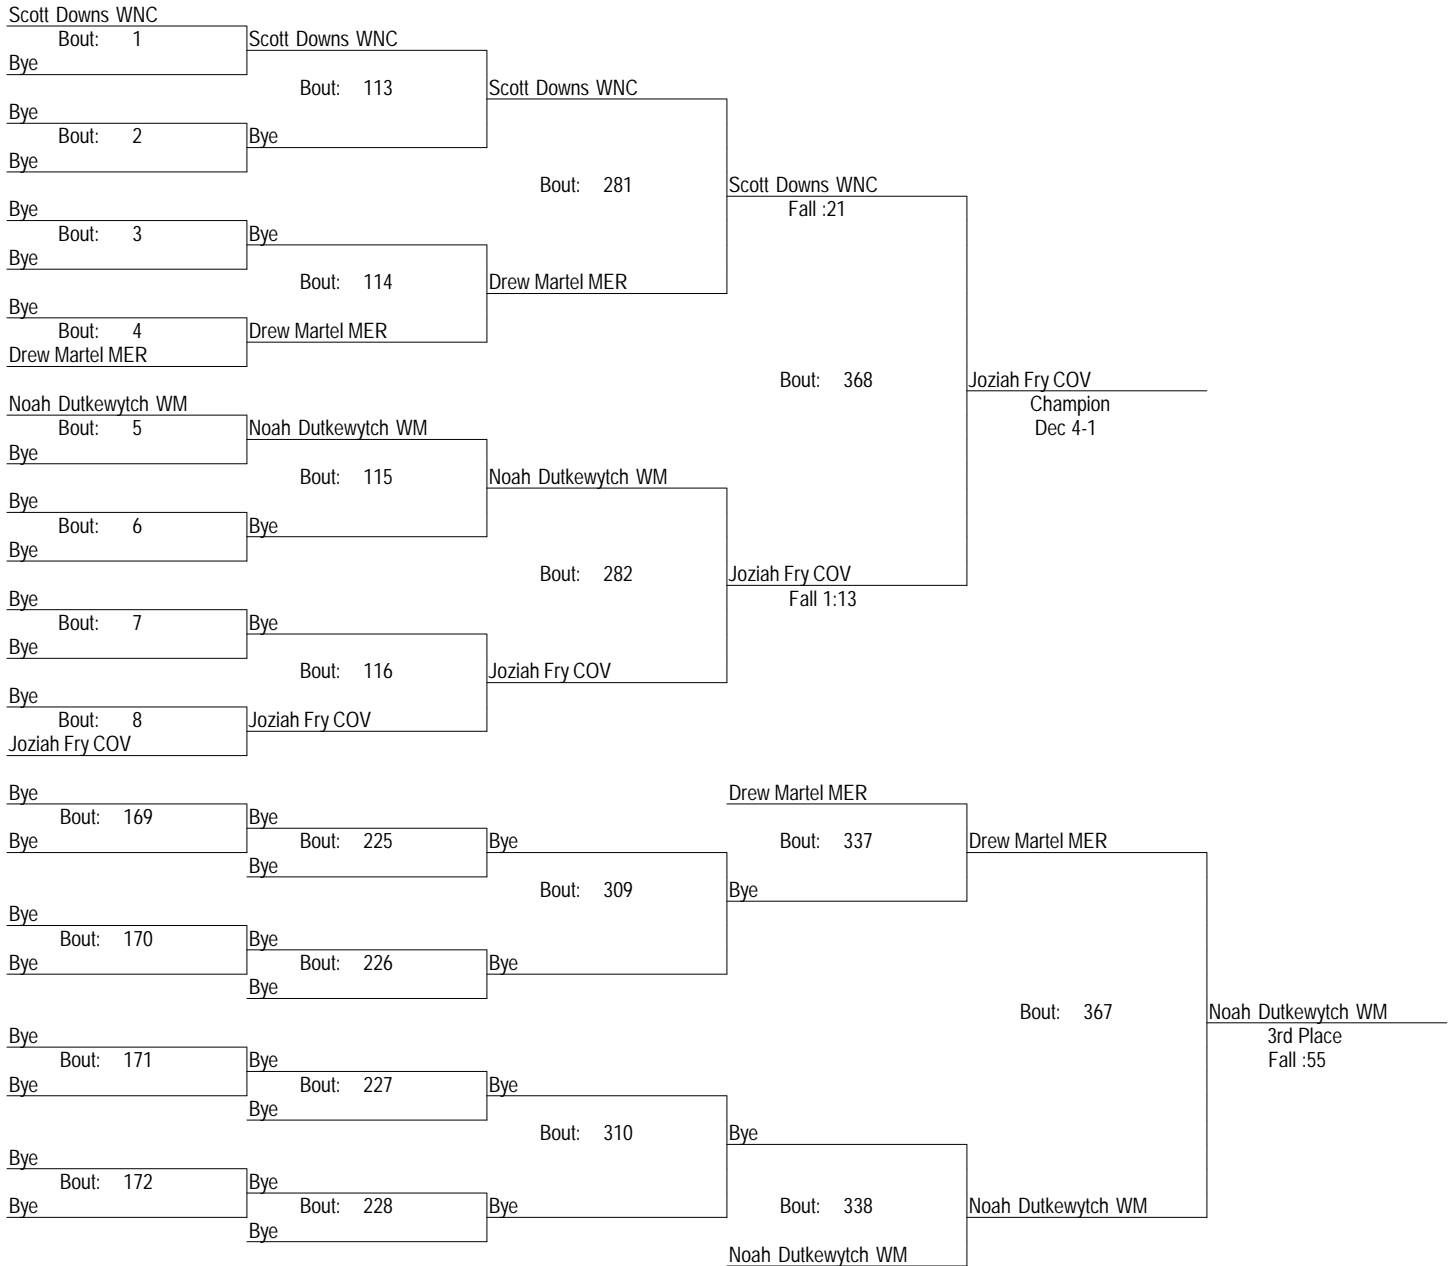 Scott Downs WNC
Bout: 1
Scott Downs WNC
Bye
Bout: 113
Scott Downs WNC
Bye
Bout: 2
Bye
Bye
Bout: 281
Scott Downs WNC
Fall :21
Bye
Bout: 3
Bye
Bye
Bout: 114
Drew Martel MER
Bye
Bout: 4
Drew Martel MER
Drew Martel MER
Bout: 368
Joziah Fry COV
Champion
Dec 4-1
Noah Dutkewytch WM
Bout: 5
Noah Dutkewytch WM
Bye
Bout: 115
Noah Dutkewytch WM
Bye
Bout: 6
Bye
Bye
Bout: 282
Joziah Fry COV
Fall 1:13
Bye
Bout: 7
Bye
Bye
Bout: 116
Joziah Fry COV
Bye
Bout: 8
Joziah Fry COV
Joziah Fry COV
Bye
Drew Martel MER
Bout: 169
Bye
Bye
Bout: 225
Bye
Bout: 337
Drew Martel MER
Bye
Bout: 309
Bye
Bye
Bout: 170
Bye
Bye
Bout: 226
Bye
Bye
Bout: 367
Noah Dutkewytch WM
3rd Place
Fall :55
Bye
Bout: 171
Bye
Bye
Bout: 227
Bye
Bye
Bout: 310
Bye
Bye
Bout: 172
Bye
Bye
Bout: 228
Bye
Bout: 338
Noah Dutkewytch WM
Bye
Noah Dutkewytch WM